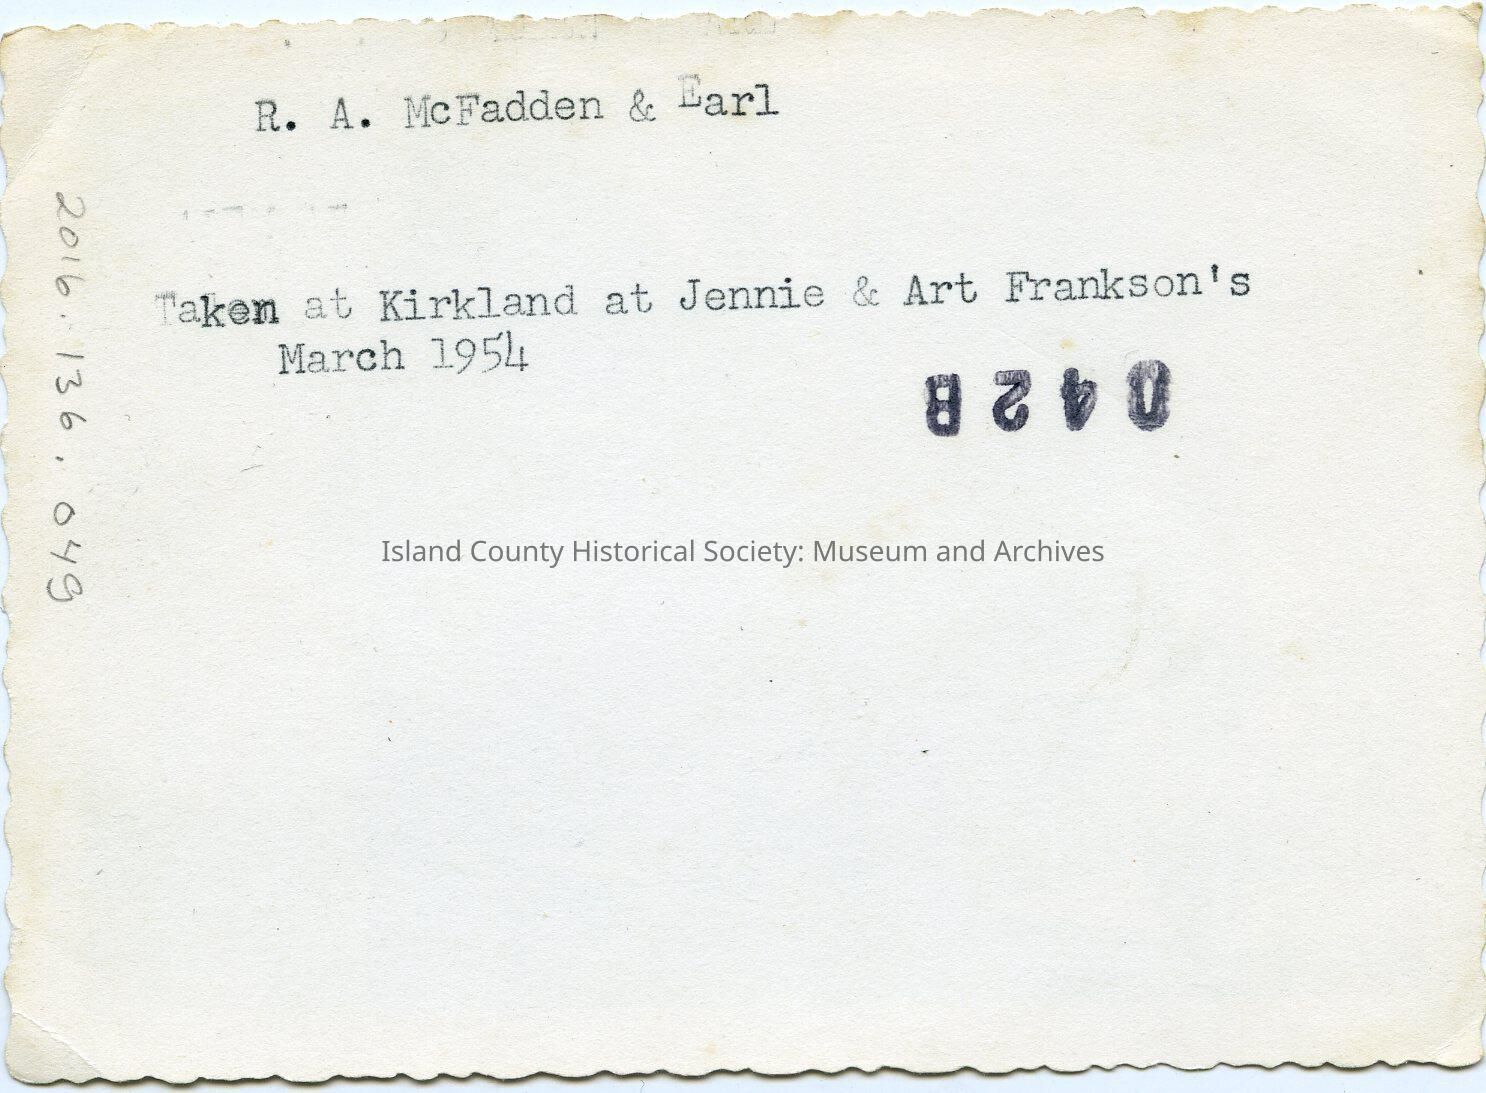 R. A. McFadden & Earl
Taken at Kirkland at Jennie & Art Frankson's
March 1954
042B
2016.136.049
Island County Historical Society: Museum and Archives